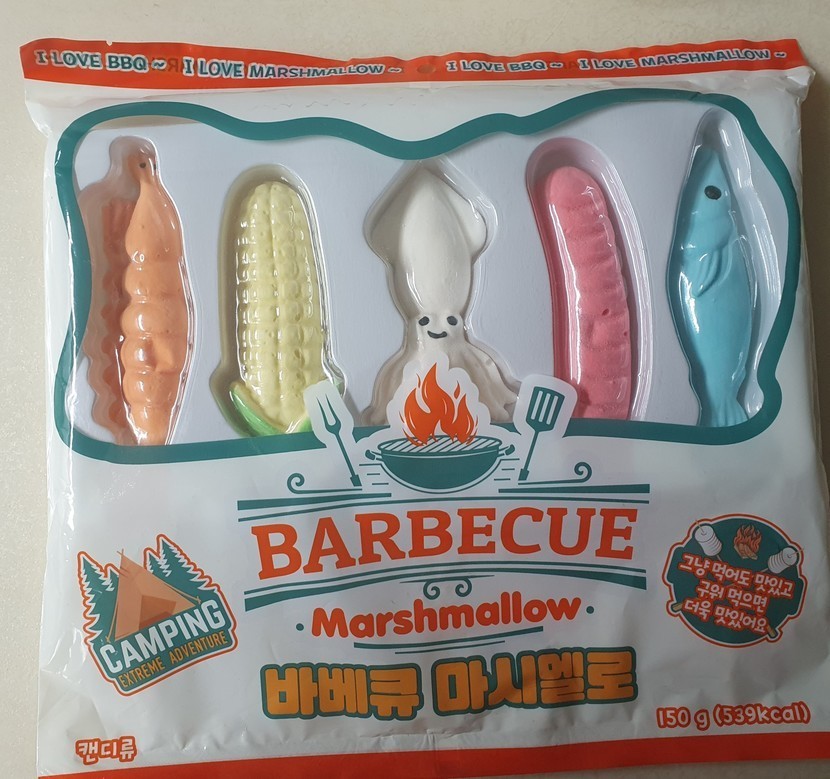 I LOVE BBQ ~ I LOVE MARSHMALLOW ~ I LOVE BBQ ~ I LOVE MARSHMALLOW ~
BARBECUE
Marshmallow
바베큐 마시멜로
CAMPING
EXTREME ADVENTURE
그냥 먹어도 맛있고
구워 먹으면
더욱 맛있어요
150 g (539kcal)
캔디류